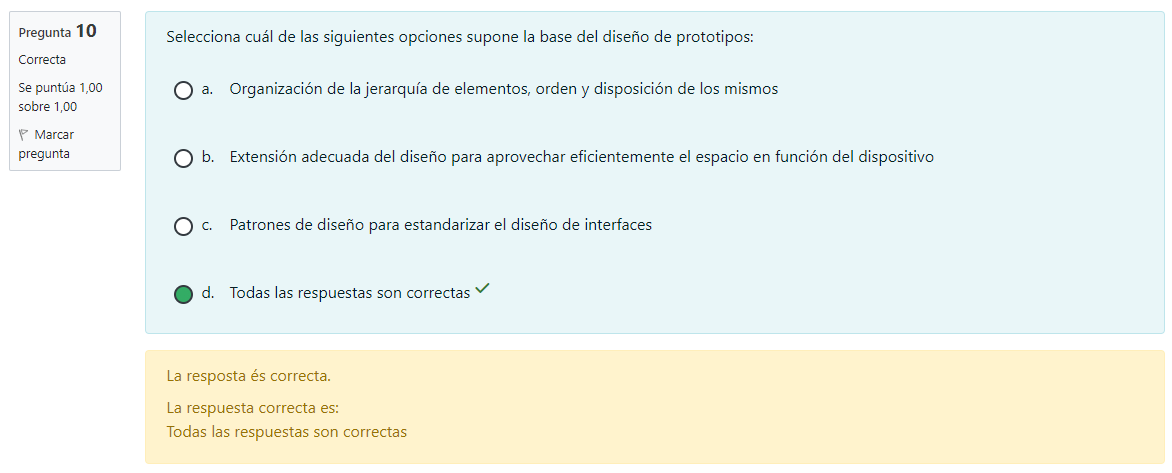 Pregunta 10
Correcta
Se puntúa 1,00
sobre 1,00
Marcar
pregunta
Selecciona cuál de las siguientes opciones supone la base del diseño de prototipos:
a. Organización de la jerarquía de elementos, orden y disposición de los mismos
b. Extensión adecuada del diseño para aprovechar eficientemente el espacio en función del dispositivo
c. Patrones de diseño para estandarizar el diseño de interfaces
d. Todas las respuestas son correctas
La resposta és correcta.
La respuesta correcta es:
Todas las respuestas son correctas